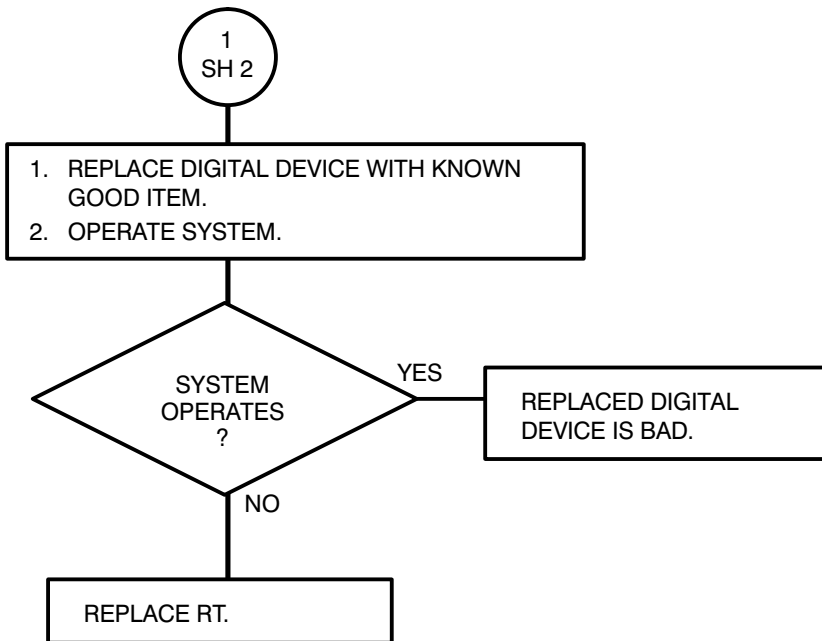 1
SH 2
1. REPLACE DIGITAL DEVICE WITH KNOWN
GOOD ITEM.
2. OPERATE SYSTEM.
SYSTEM
OPERATES
?
YES
REPLACED DIGITAL
DEVICE IS BAD.
NO
REPLACE RT.